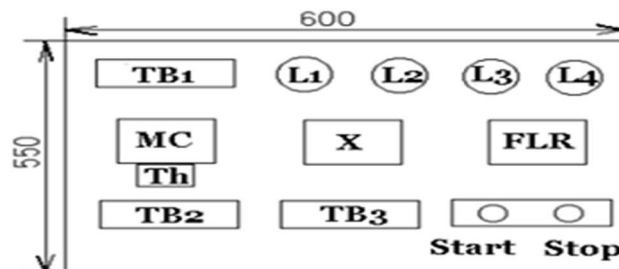 600
TB1 L1 L2 L3 L4
550
MC X FLR
Th
TB2 TB3
Start Stop